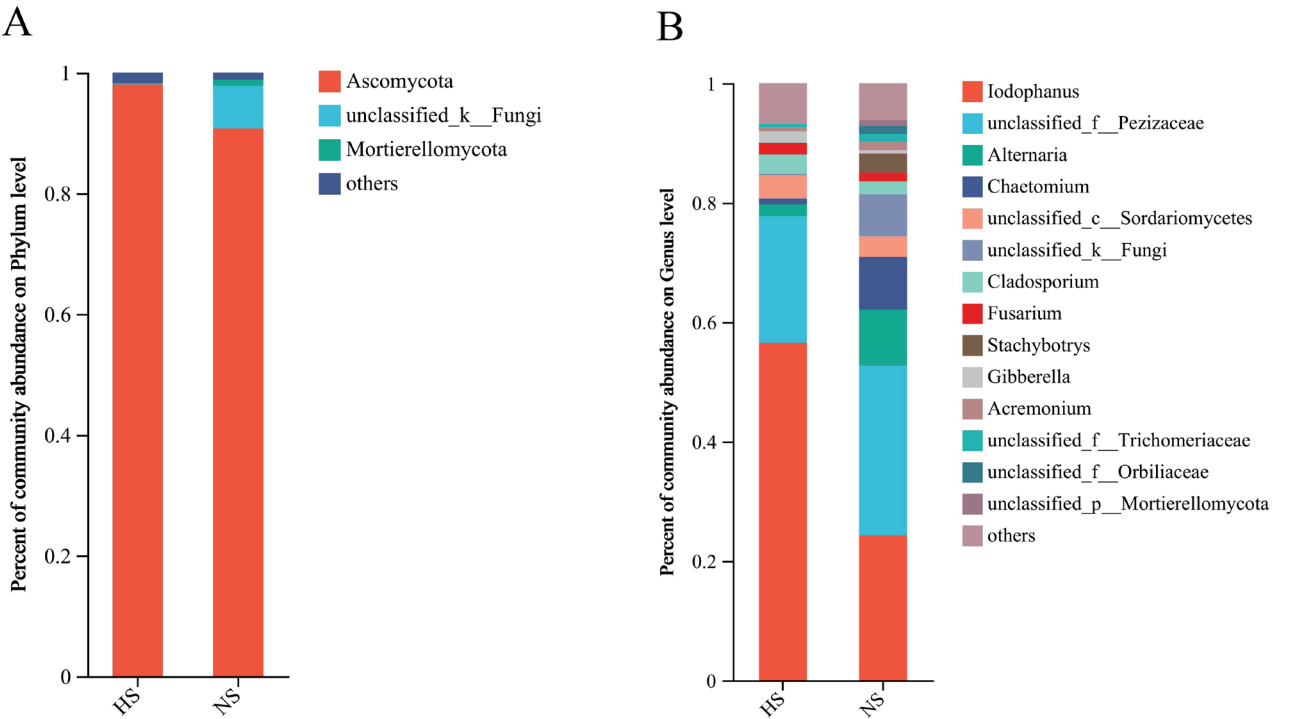 A
Percent of community abundance on Phylum level
1
0.8
0.6
0.4
0.2
0
HS
NS
Ascomycota
unclassified_k__Fungi
Mortierellomycota
others
B
Percent of community abundance on Genus level
1
0.8
0.6
0.4
0.2
0
HS
NS
Iodophanus
unclassified_f__Pezizaceae
Alternaria
Chaetomium
unclassified_c__Sordariomycetes
unclassified_k__Fungi
Cladosporium
Fusarium
Stachybotrys
Gibberella
Acremonium
unclassified_f__Trichomeriaceae
unclassified_f__Orbiliaceae
unclassified_p__Mortierellomycota
others